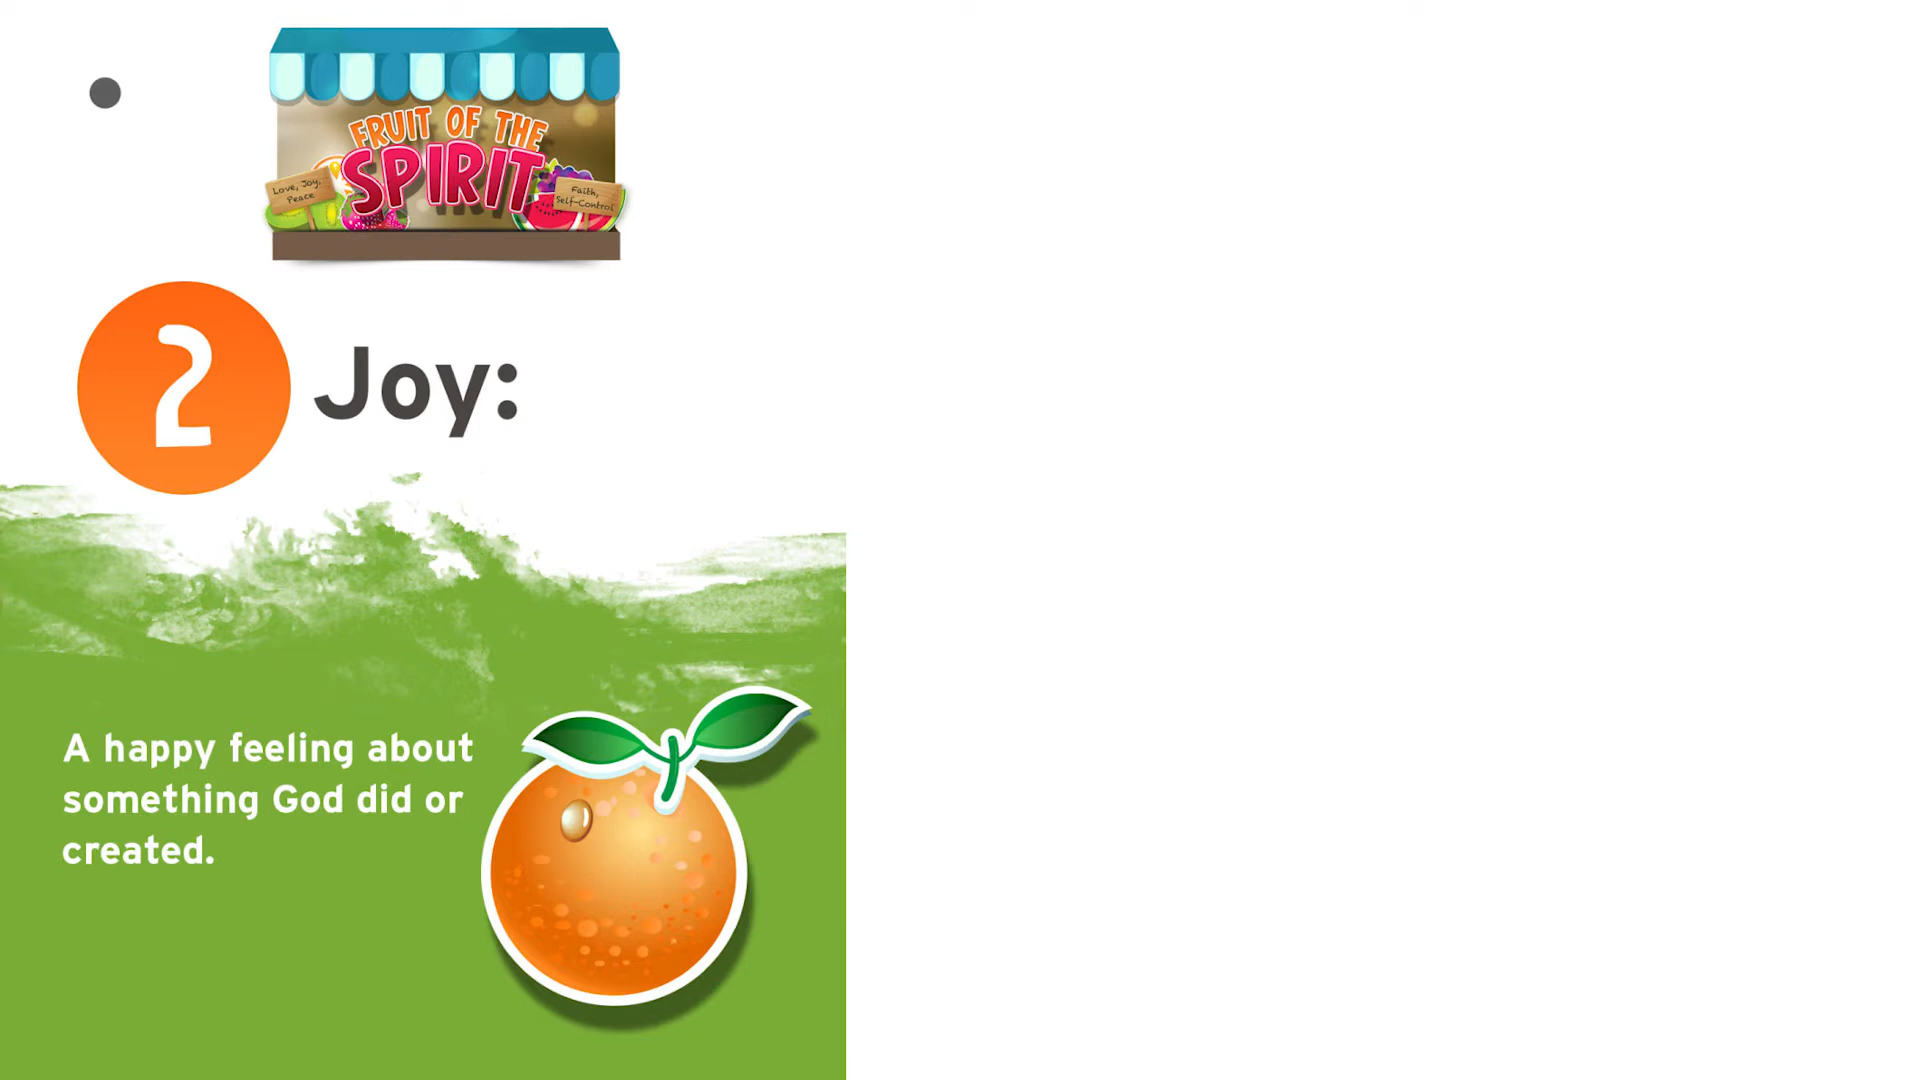 FRUIT OF THE
SPIRIT
Love, Joy,
Peace
Faith,
Self-Control
2 Joy:
A happy feeling about
something God did or
created.